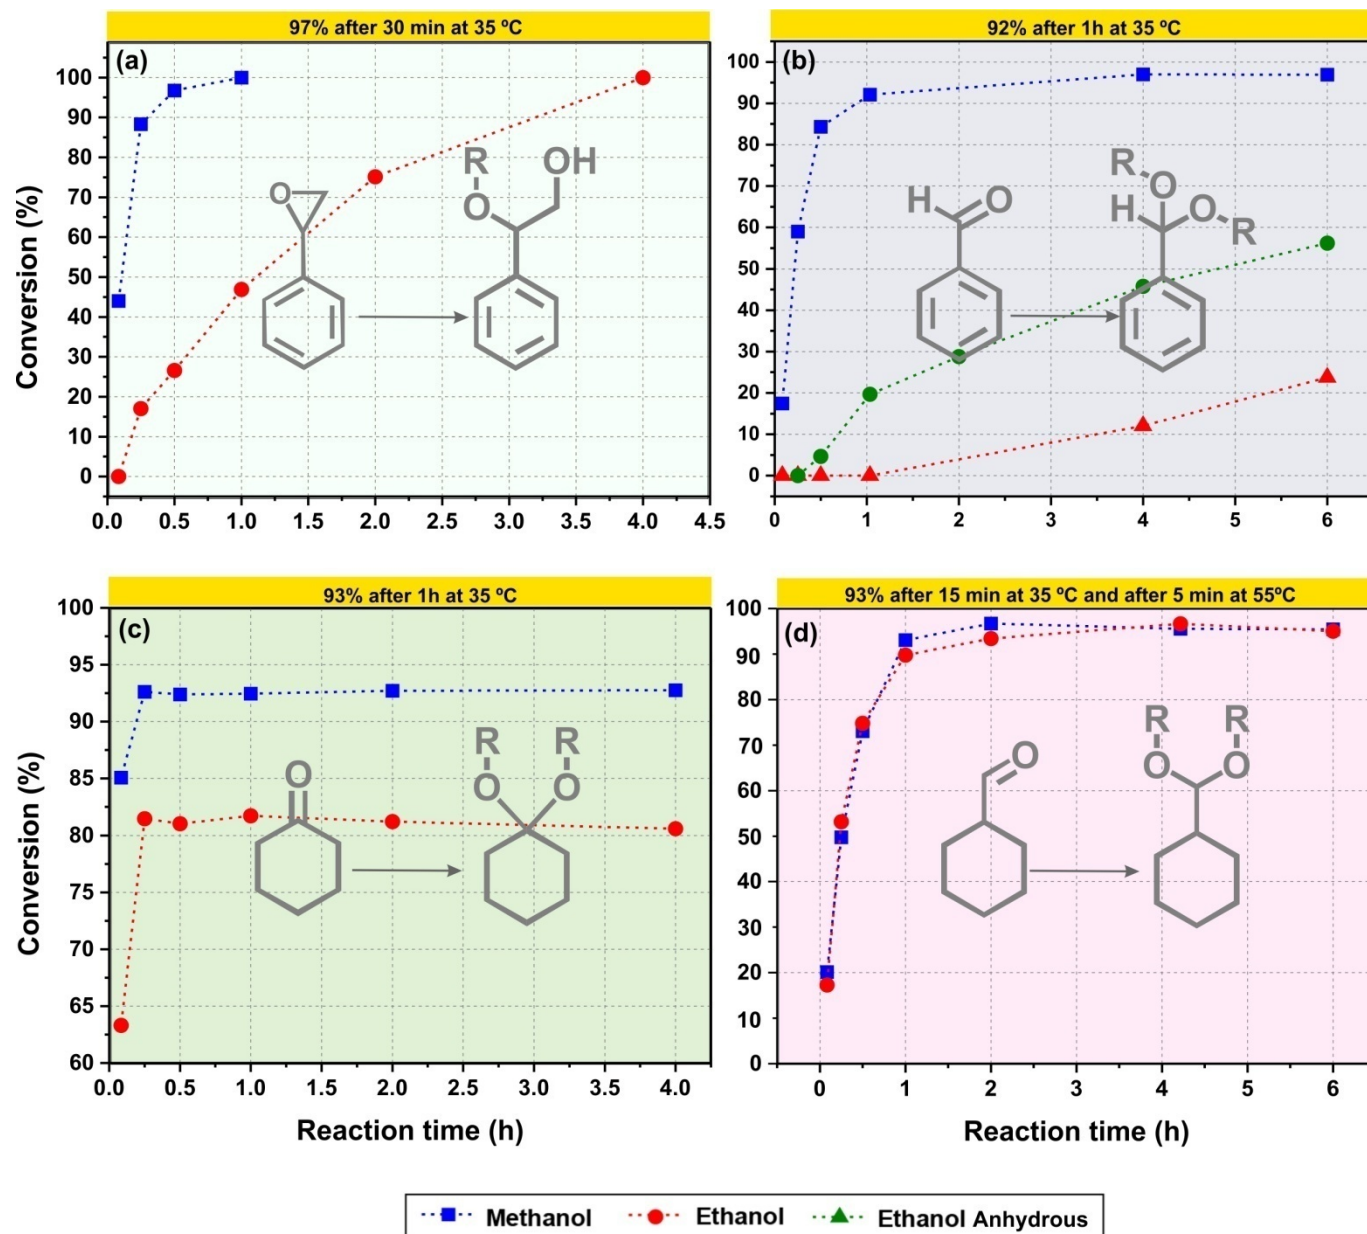 97% after 30 min at 35 ºC
92% after 1h at 35 ºC
(a)
100
90
80
70
60
50
40
30
20
10
0
Conversion (%)
O
R
O
OH
0.0 0.5 1.0 1.5 2.0 2.5 3.0 3.5 4.0 4.5
(b)
100
90
80
70
60
50
40
30
20
10
0
H
O
R
O
H
O
R
0 1 2 3 4 5 6
93% after 1h at 35 ºC
93% after 15 min at 35 ºC and after 5 min at 55ºC
(c)
100
95
90
85
80
75
70
65
60
Conversion (%)
O
R
R
O
O
0.0 0.5 1.0 1.5 2.0 2.5 3.0 3.5 4.0
Reaction time (h)
(d)
100
90
80
70
60
50
40
30
20
10
0
O
R
R
O
O
0 1 2 3 4 5 6
Reaction time (h)
Methanol Ethanol Ethanol Anhydrous